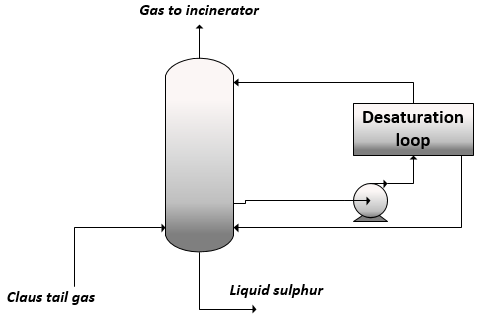 Gas to incinerator
Desaturation
loop
Liquid sulphur
Claus tail gas